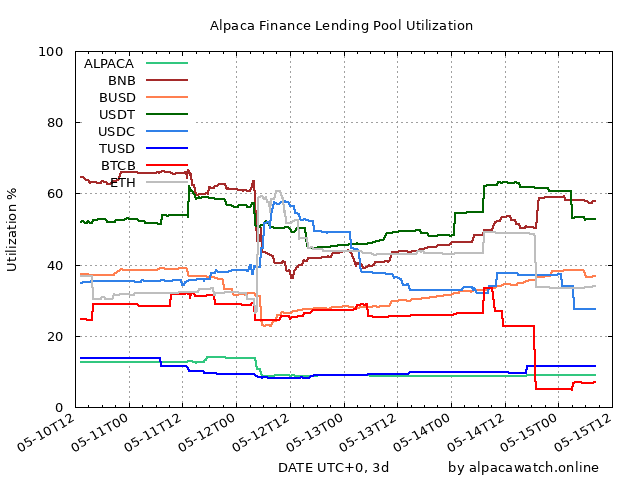 Alpaca Finance Lending Pool Utilization
100
80
60
40
20
0
Utilization %
ALPACA
BNB
BUSD
USDT
USDC
TUSD
BTCB
ETH
05-10T12
05-11T00
05-11T12
05-12T00
05-12T12
05-13T00
05-13T12
05-14T00
05-14T12
05-15T00
05-15T12
DATE UTC+0, 3d
by alpacawatch.online